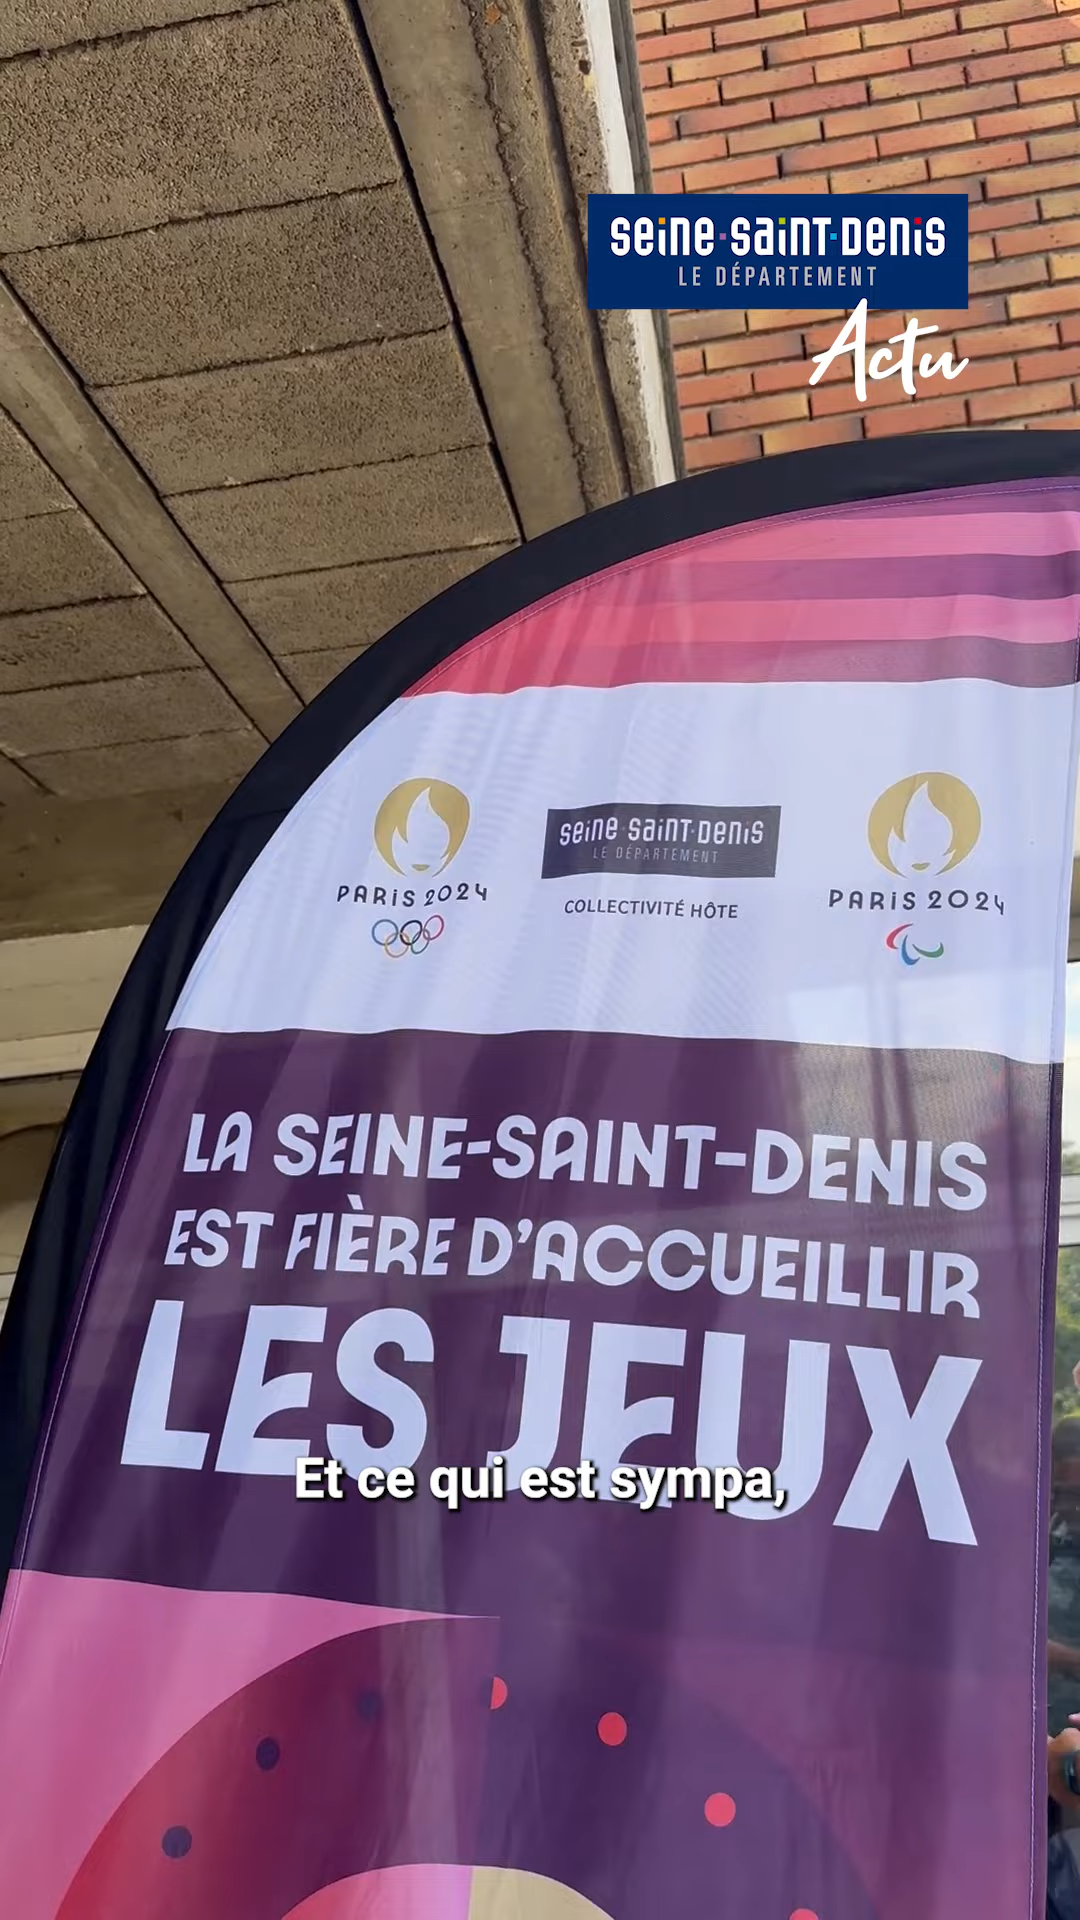 seine-saint-denis
LE DÉPARTEMENT
Actu
PARIS 2024
seine-saint-denis
LE DÉPARTEMENT
COLLECTIVITÉ HÔTE
PARIS 2024
LA SEINE-SAINT-DENIS
EST FIÈRE D'ACCUEILLIR
LES JEUX
Et ce qui est sympa,